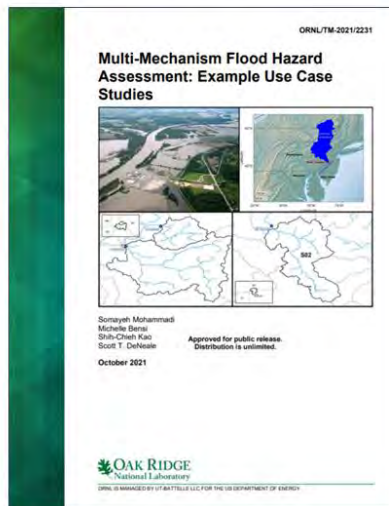 ORNL/TM-2021/2231
Multi-Mechanism Flood Hazard
Assessment: Example Use Case
Studies
S02
Somayeh Mohammadi
Michelle Bensi
Shih-Chieh Kao
Scott T. DeNeale
Approved for public release.
Distribution is unlimited.
October 2021
OAK RIDGE
National Laboratory
ORNL IS MANAGED BY UT-BATTELLE LLC FOR THE US DEPARTMENT OF ENERGY